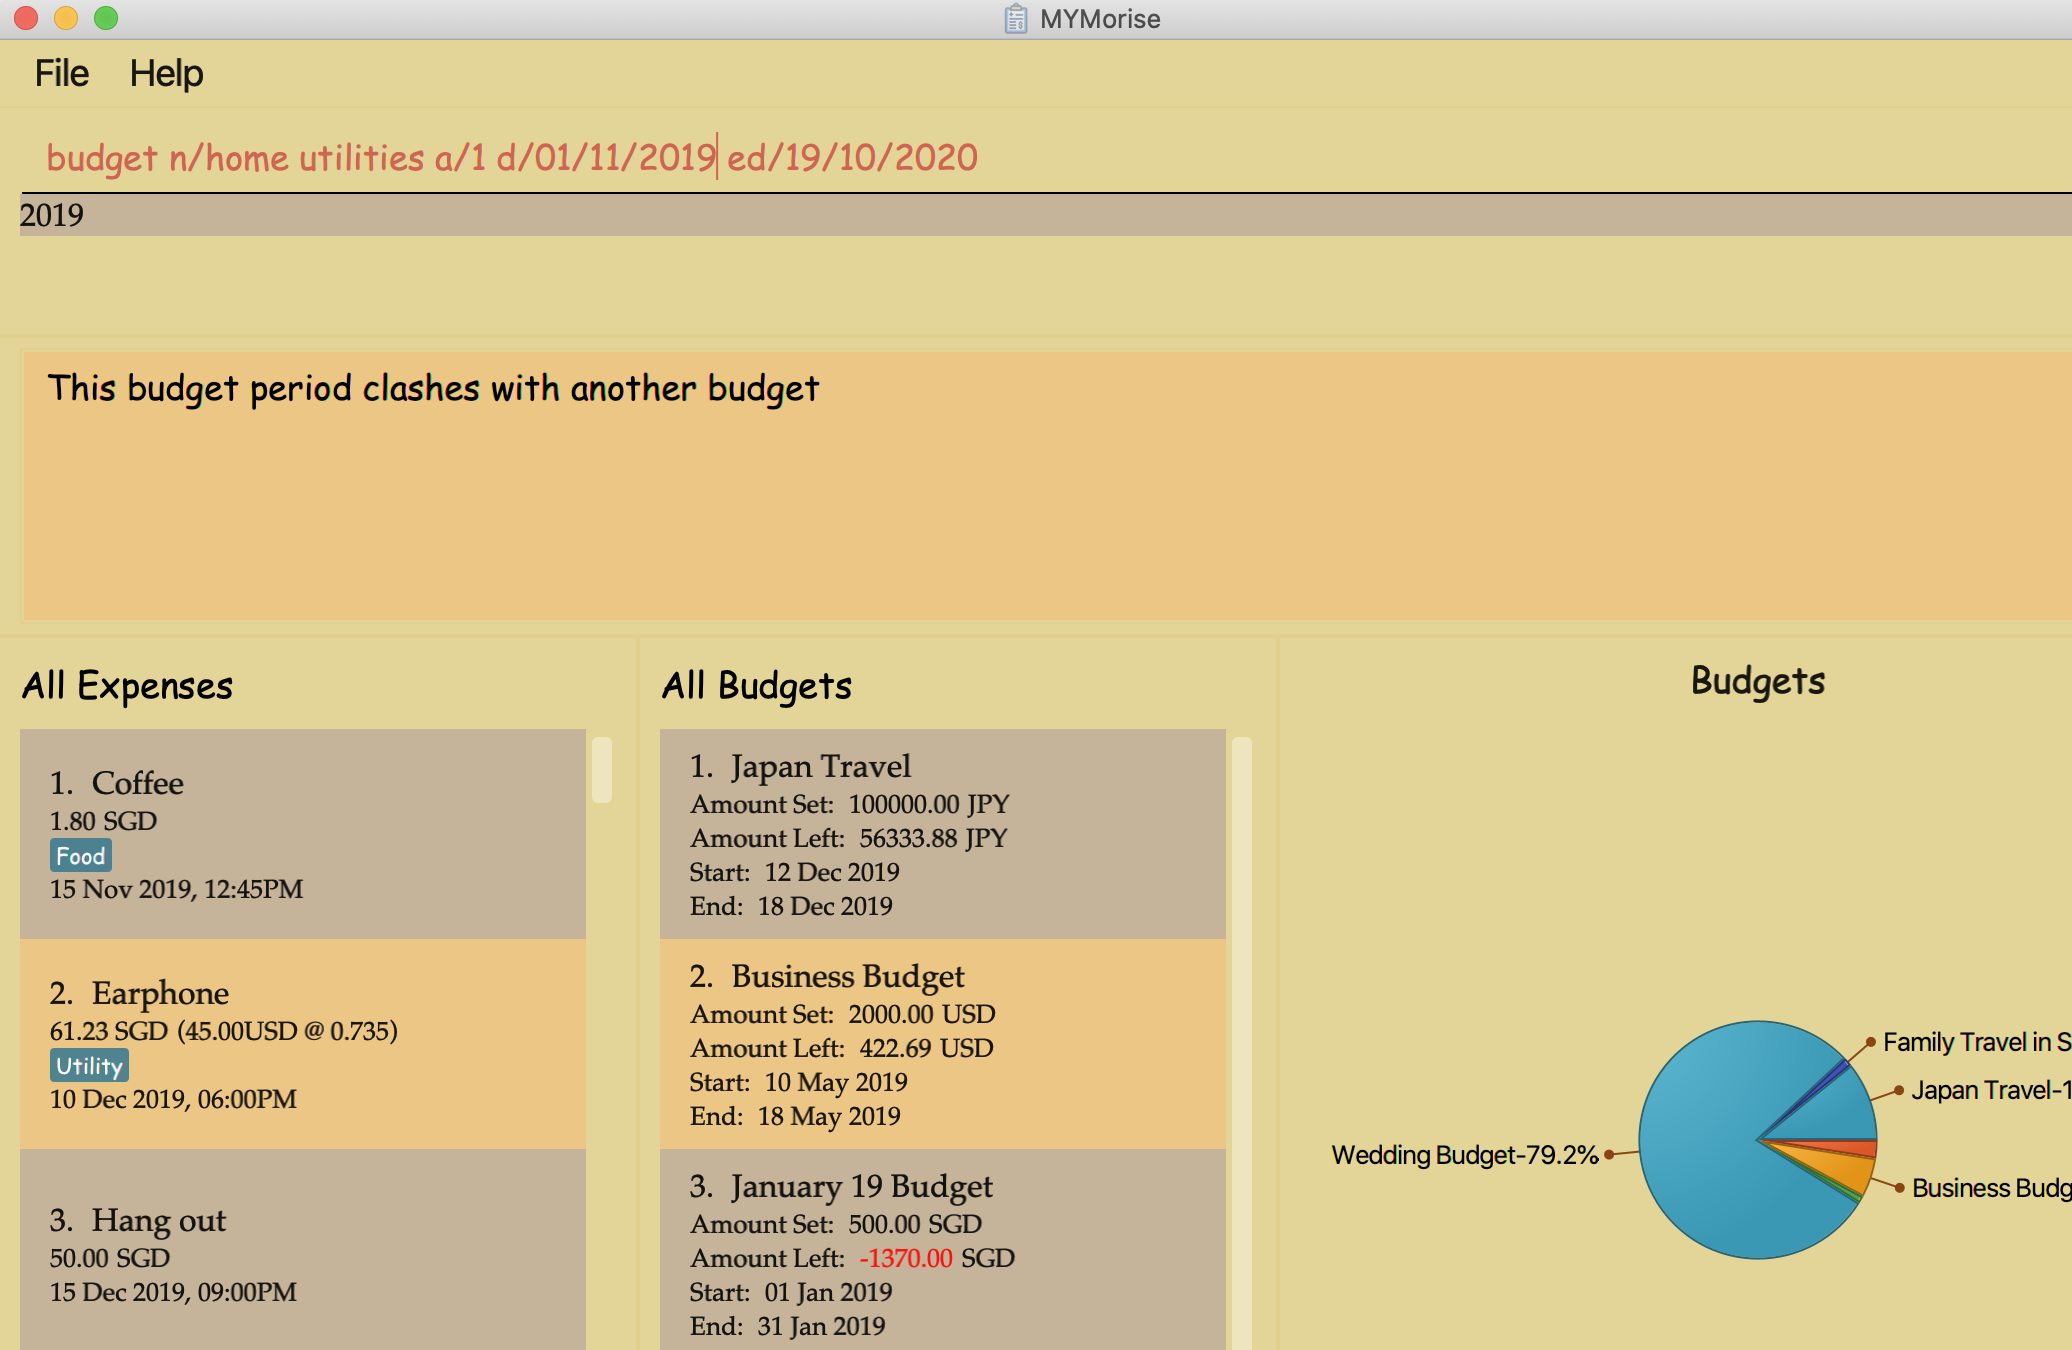 MYMorise
File Help
budget n/home utilities a/1 d/01/11/2019 ed/19/10/2020
2019
This budget period clashes with another budget
All Expenses
1. Coffee
1.80 SGD
Food
15 Nov 2019, 12:45PM
2. Earphone
61.23 SGD (45.00USD @ 0.735)
Utility
10 Dec 2019, 06:00PM
3. Hang out
50.00 SGD
15 Dec 2019, 09:00PM
All Budgets
1. Japan Travel
Amount Set: 100000.00 JPY
Amount Left: 56333.88 JPY
Start: 12 Dec 2019
End: 18 Dec 2019
2. Business Budget
Amount Set: 2000.00 USD
Amount Left: 422.69 USD
Start: 10 May 2019
End: 18 May 2019
3. January 19 Budget
Amount Set: 500.00 SGD
Amount Left: -1370.00 SGD
Start: 01 Jan 2019
End: 31 Jan 2019
Budgets
Family Travel in S
Japan Travel-1
Wedding Budget-79.2%
Business Budg